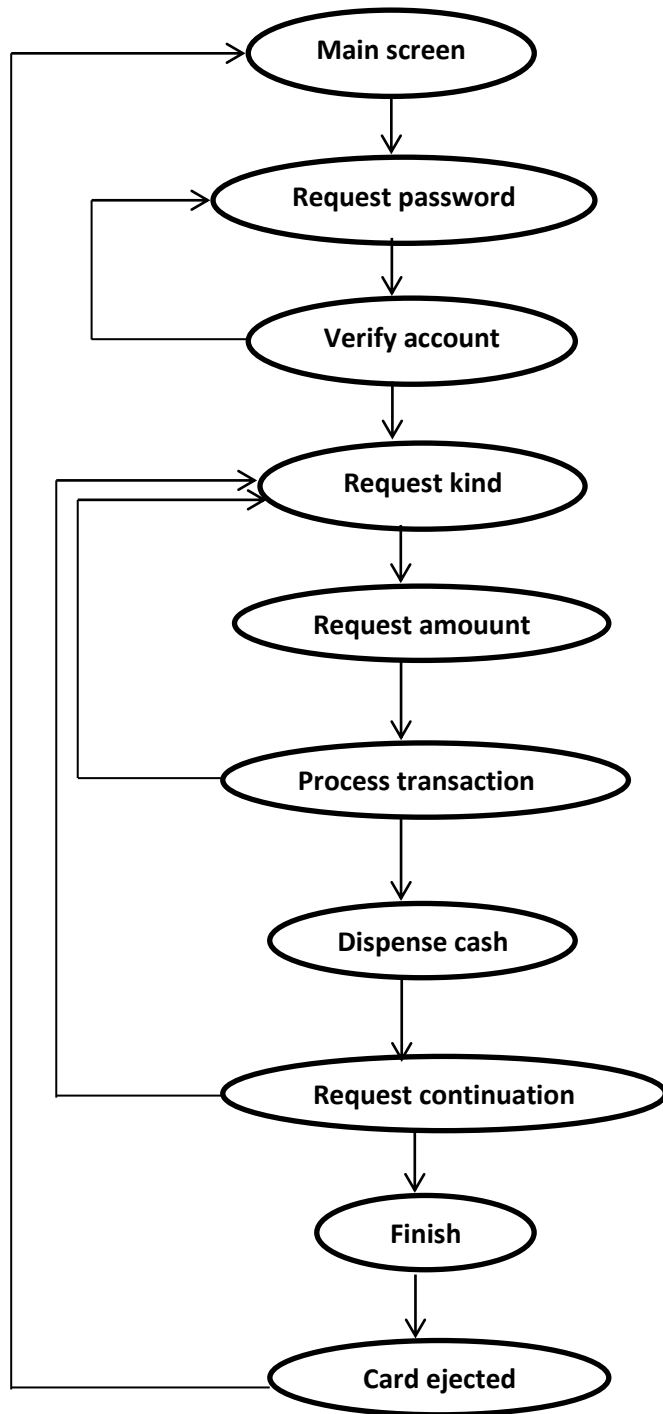 Main screen
Request password
Verify account
Request kind
Request amouunt
Process transaction
Dispense cash
Request continuation
Finish
Card ejected